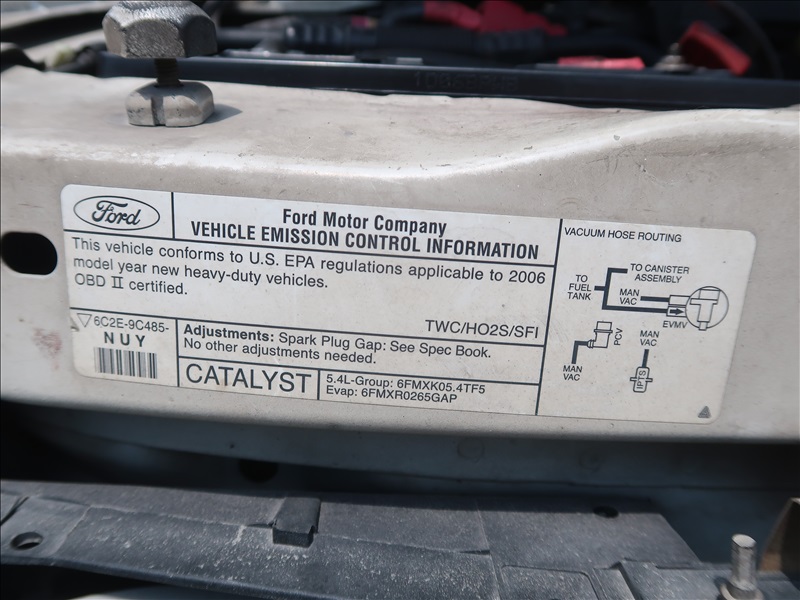 Ford
Ford Motor Company
VEHICLE EMISSION CONTROL INFORMATION
This vehicle conforms to U.S. EPA regulations applicable to 2006
model year new heavy-duty vehicles.
OBD II certified.
TWC/HO2S/SFI
6C2E-9C485-
NUY
Adjustments: Spark Plug Gap: See Spec Book.
No other adjustments needed.
CATALYST
5.4L-Group: 6FMXK05.4TF5
Evap: 6FMXR0265GAP
VACUUM HOSE ROUTING
TO CANISTER
ASSEMBLY
TO
FUEL
TANK
MAN
VAC
EVMV
PCV
MAN
VAC
MAN
VAC